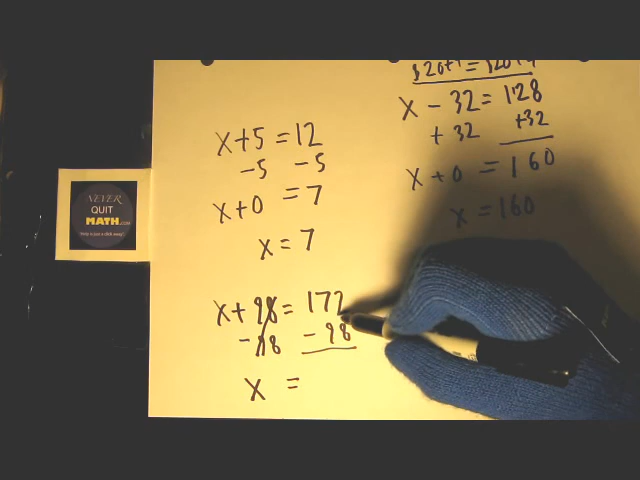 x+5=12
-5 -5
x+0 = 7
x = 7
x+98=172
-98 -98
x =
x-32=128
+32 +32
x+0=160
x=160
NEVER
QUIT
MATH.com